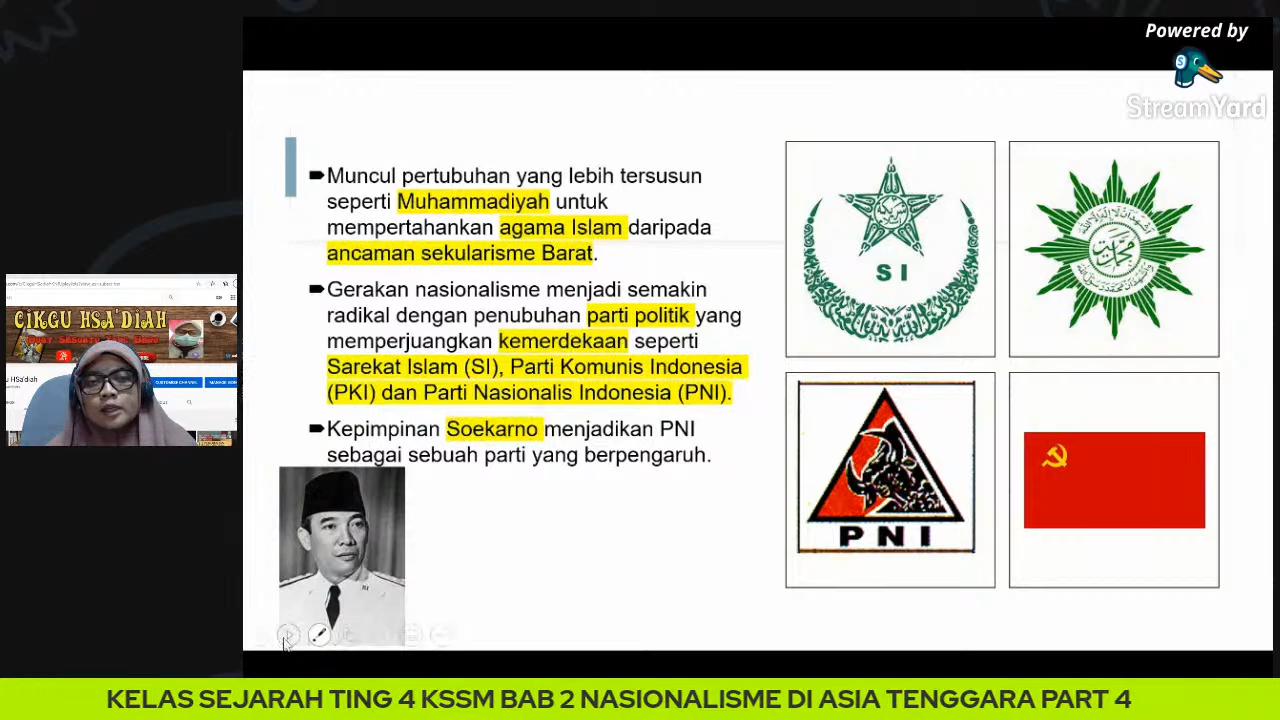 Powered by
StreamYard
Muncul pertubuhan yang lebih tersusun
seperti Muhammadiyah untuk
mempertahankan agama Islam daripada
ancaman sekularisme Barat.
Gerakan nasionalisme menjadi semakin
radikal dengan penubuhan parti politik yang
memperjuangkan kemerdekaan seperti
Sarekat Islam (SI), Parti Komunis Indonesia
(PKI) dan Parti Nasionalis Indonesia (PNI).
Kepimpinan Soekarno menjadikan PNI
sebagai sebuah parti yang berpengaruh.
S I
P N I
CIKGU HSA'DIAH
CUSTOMIZE CHANNEL
KELAS SEJARAH TING 4 KSSM BAB 2 NASIONALISME DI ASIA TENGGARA PART 4